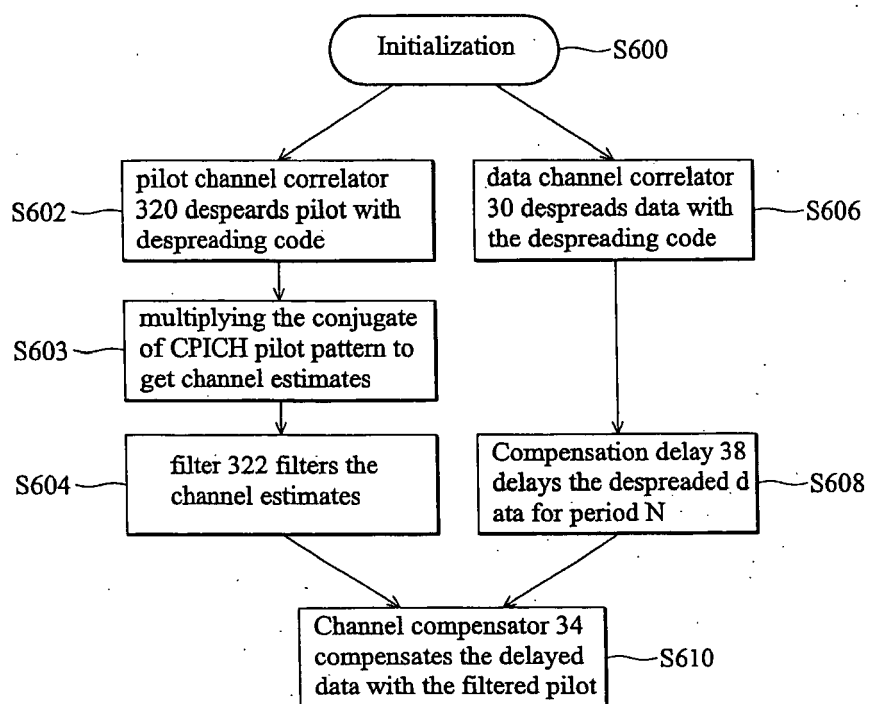 Initialization
S600
pilot channel correlator
320 despeards pilot with
despreading code
S602
data channel correlator
30 despreads data with
the despreading code
S606
multiplying the conjugate
of CPICH pilot pattern to
get channel estimates
S603
filter 322 filters the
channel estimates
S604
Compensation delay 38
delays the despreaded d
ata for period N
S608
Channel compensator 34
compensates the delayed
data with the filtered pilot
S610